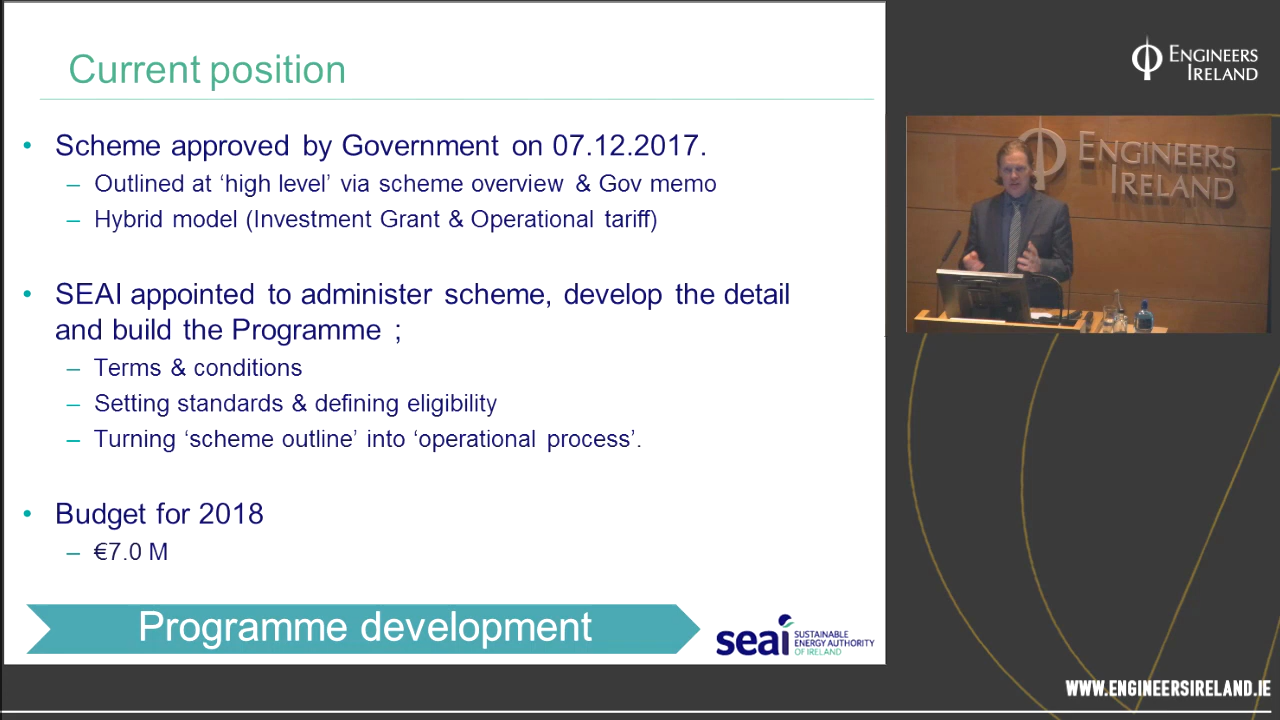 Current position
• Scheme approved by Government on 07.12.2017.
– Outlined at ‘high level’ via scheme overview & Gov memo
– Hybrid model (Investment Grant & Operational tariff)
• SEAI appointed to administer scheme, develop the detail
and build the Programme ;
– Terms & conditions
– Setting standards & defining eligibility
– Turning ‘scheme outline’ into ‘operational process’.
• Budget for 2018
– €7.0 M
Programme development
seai SUSTAINABLE
ENERGY AUTHORITY
OF IRELAND
ENGINEERS
IRELAND
ENGINEERS
IRELAND
WWW.ENGINEERSIRELAND.IE